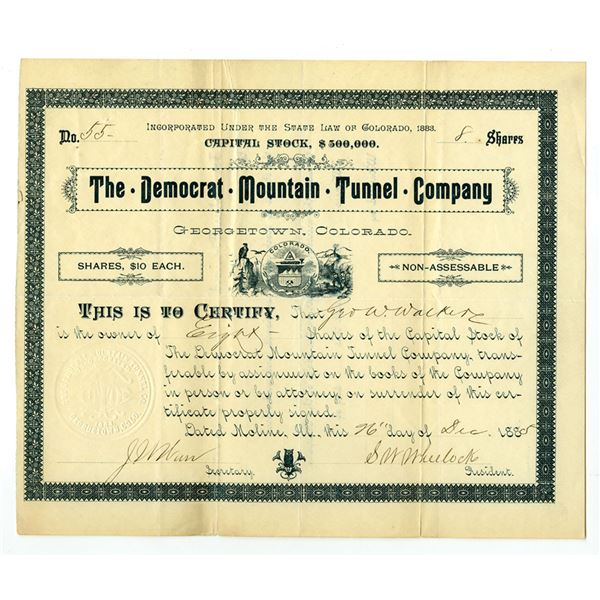 INCORPORATED UNDER THE STATE LAW OF COLORADO, 1883.
No. 55- CAPITAL STOCK, $500,000. 8 Shares
The · Democrat · Mountain · Tunnel · Company
GEORGETOWN, COLORADO.
COLORADO
SHARES, $10 EACH. NON-ASSESSABLE
THIS IS TO CERTIFY, That Geo W. Walker
is the owner of Eight Shares of the Capital Stock of
The Democrat Mountain Tunnel Company, trans-
ferable by assignment on the books of the Company
in person or by attorney, on surrender of this cer-
tificate properly signed.
Dated Moline, Ill., this 26" day of Dec. 1885
S W Wheelock
Secretary. President.